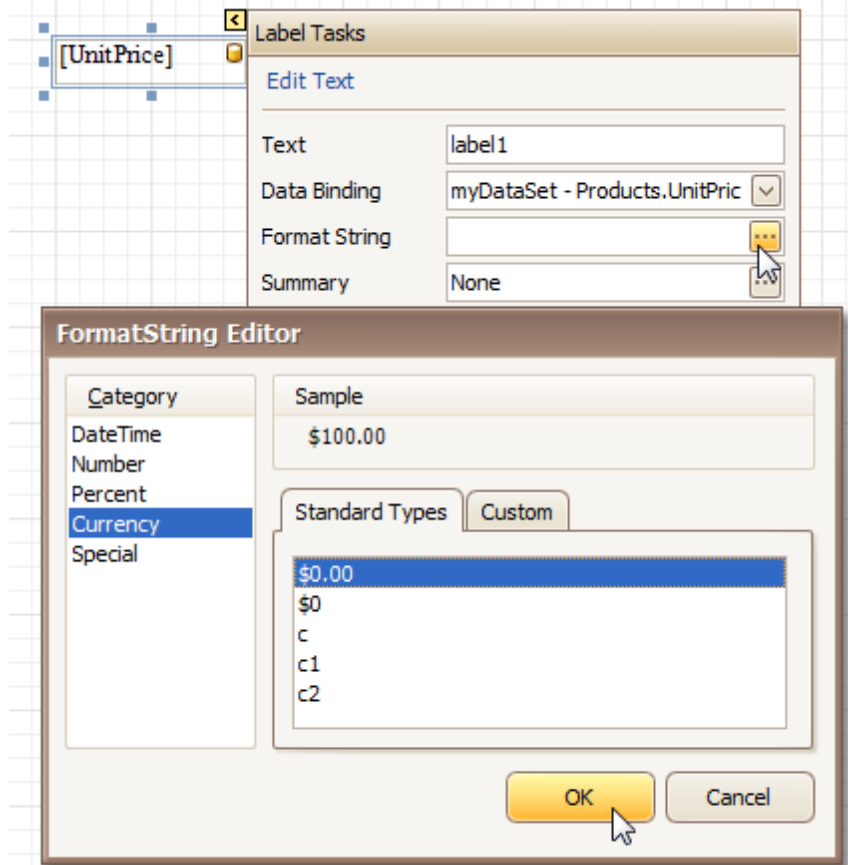 [UnitPrice]
Label Tasks
Edit Text
Text label1
Data Binding myDataSet - Products.UnitPric
Format String ...
Summary None ...
FormatString Editor
Category
DateTime
Number
Percent
Currency
Special
Sample
$100.00
Standard Types Custom
$0.00
$0
c
c1
c2
OK Cancel